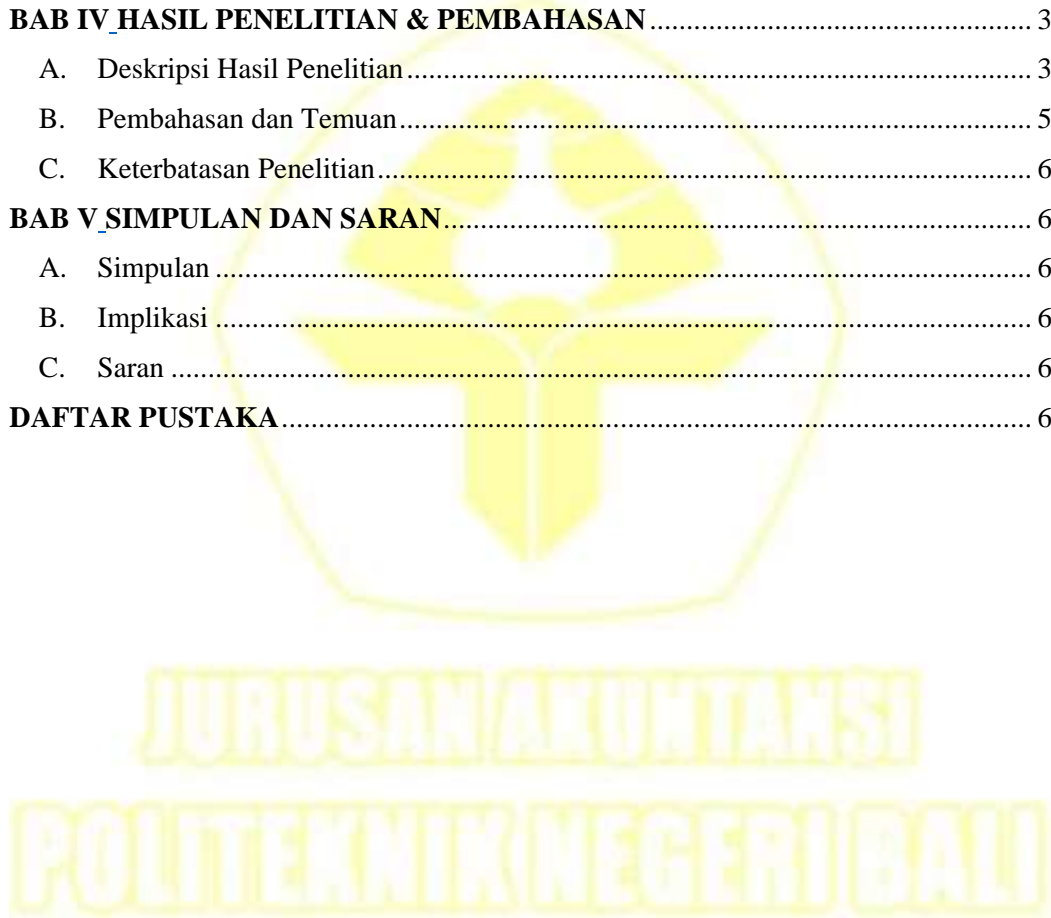 BAB IV HASIL PENELITIAN & PEMBAHASAN........................................................ 3
A. Deskripsi Hasil Penelitian.................................................................................... 3
B. Pembahasan dan Temuan..................................................................................... 5
C. Keterbatasan Penelitian........................................................................................ 6
BAB V SIMPULAN DAN SARAN................................................................................ 6
A. Simpulan .............................................................................................................. 6
B. Implikasi .............................................................................................................. 6
C. Saran .................................................................................................................... 6
DAFTAR PUSTAKA..................................................................................................... 6
JURUSAN AKUNTANSI
POLITEKNIK NEGERI BALI